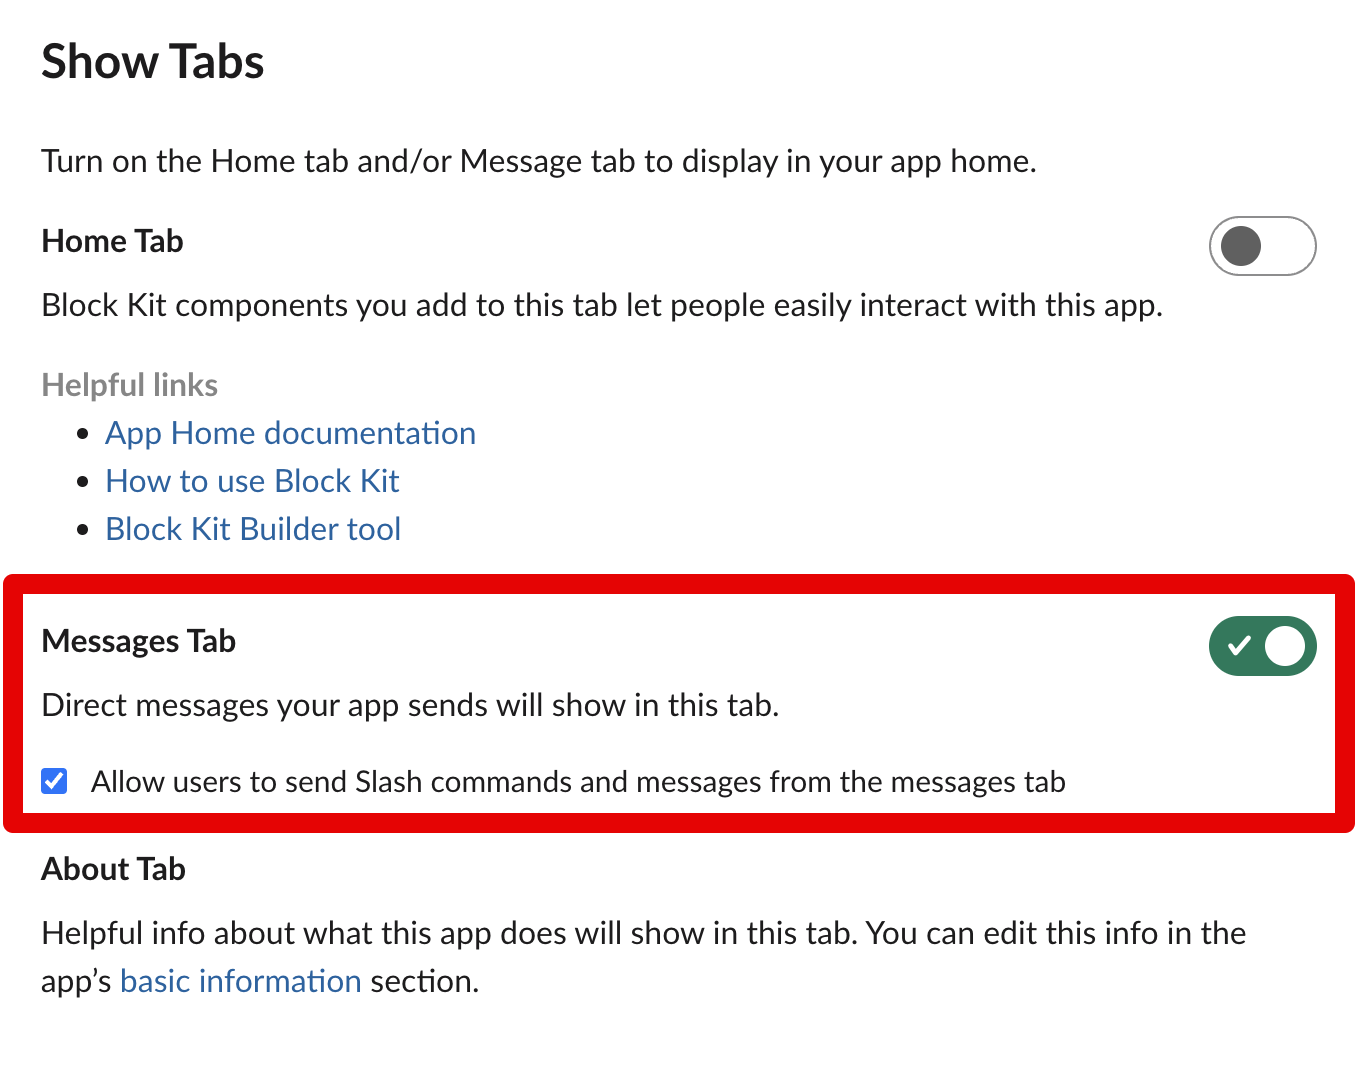 Show Tabs
Turn on the Home tab and/or Message tab to display in your app home.
Home Tab
Block Kit components you add to this tab let people easily interact with this app.
Helpful links
App Home documentation
How to use Block Kit
Block Kit Builder tool
Messages Tab
Direct messages your app sends will show in this tab.
Allow users to send Slash commands and messages from the messages tab
About Tab
Helpful info about what this app does will show in this tab. You can edit this info in the
app’s basic information section.